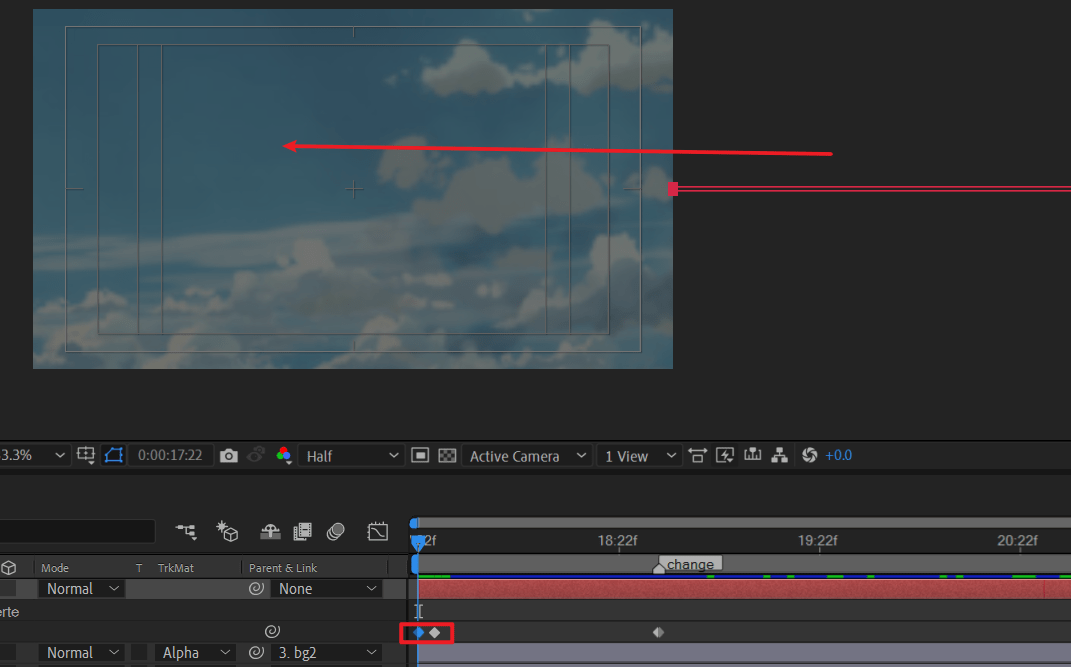 3.3% 0:00:17:22 Half Active Camera 1 View +0.0
2f 18:22f 19:22f 20:22f
Mode T TrkMat Parent & Link change
Normal None
erte
Normal Alpha 3. bg2